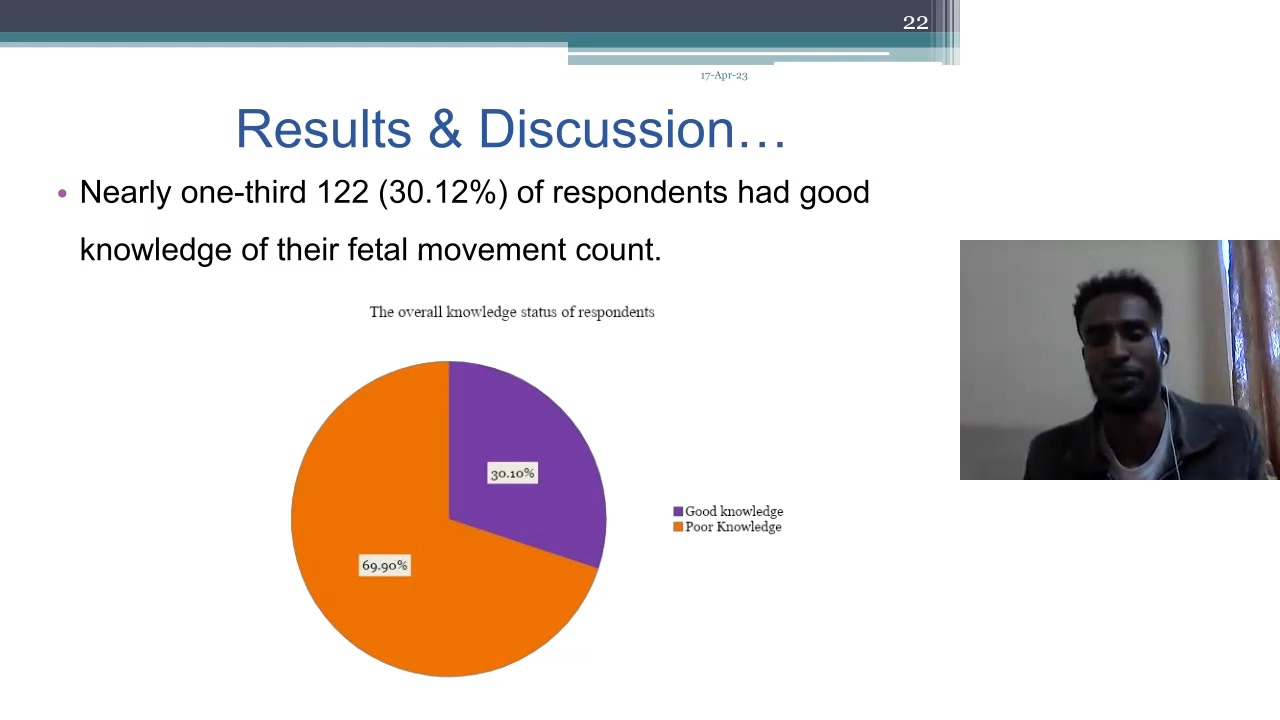 22
17-Apr-23
Results & Discussion…
• Nearly one-third 122 (30.12%) of respondents had good
knowledge of their fetal movement count.
The overall knowledge status of respondents
30.10%
69.90%
Good knowledge
Poor Knowledge